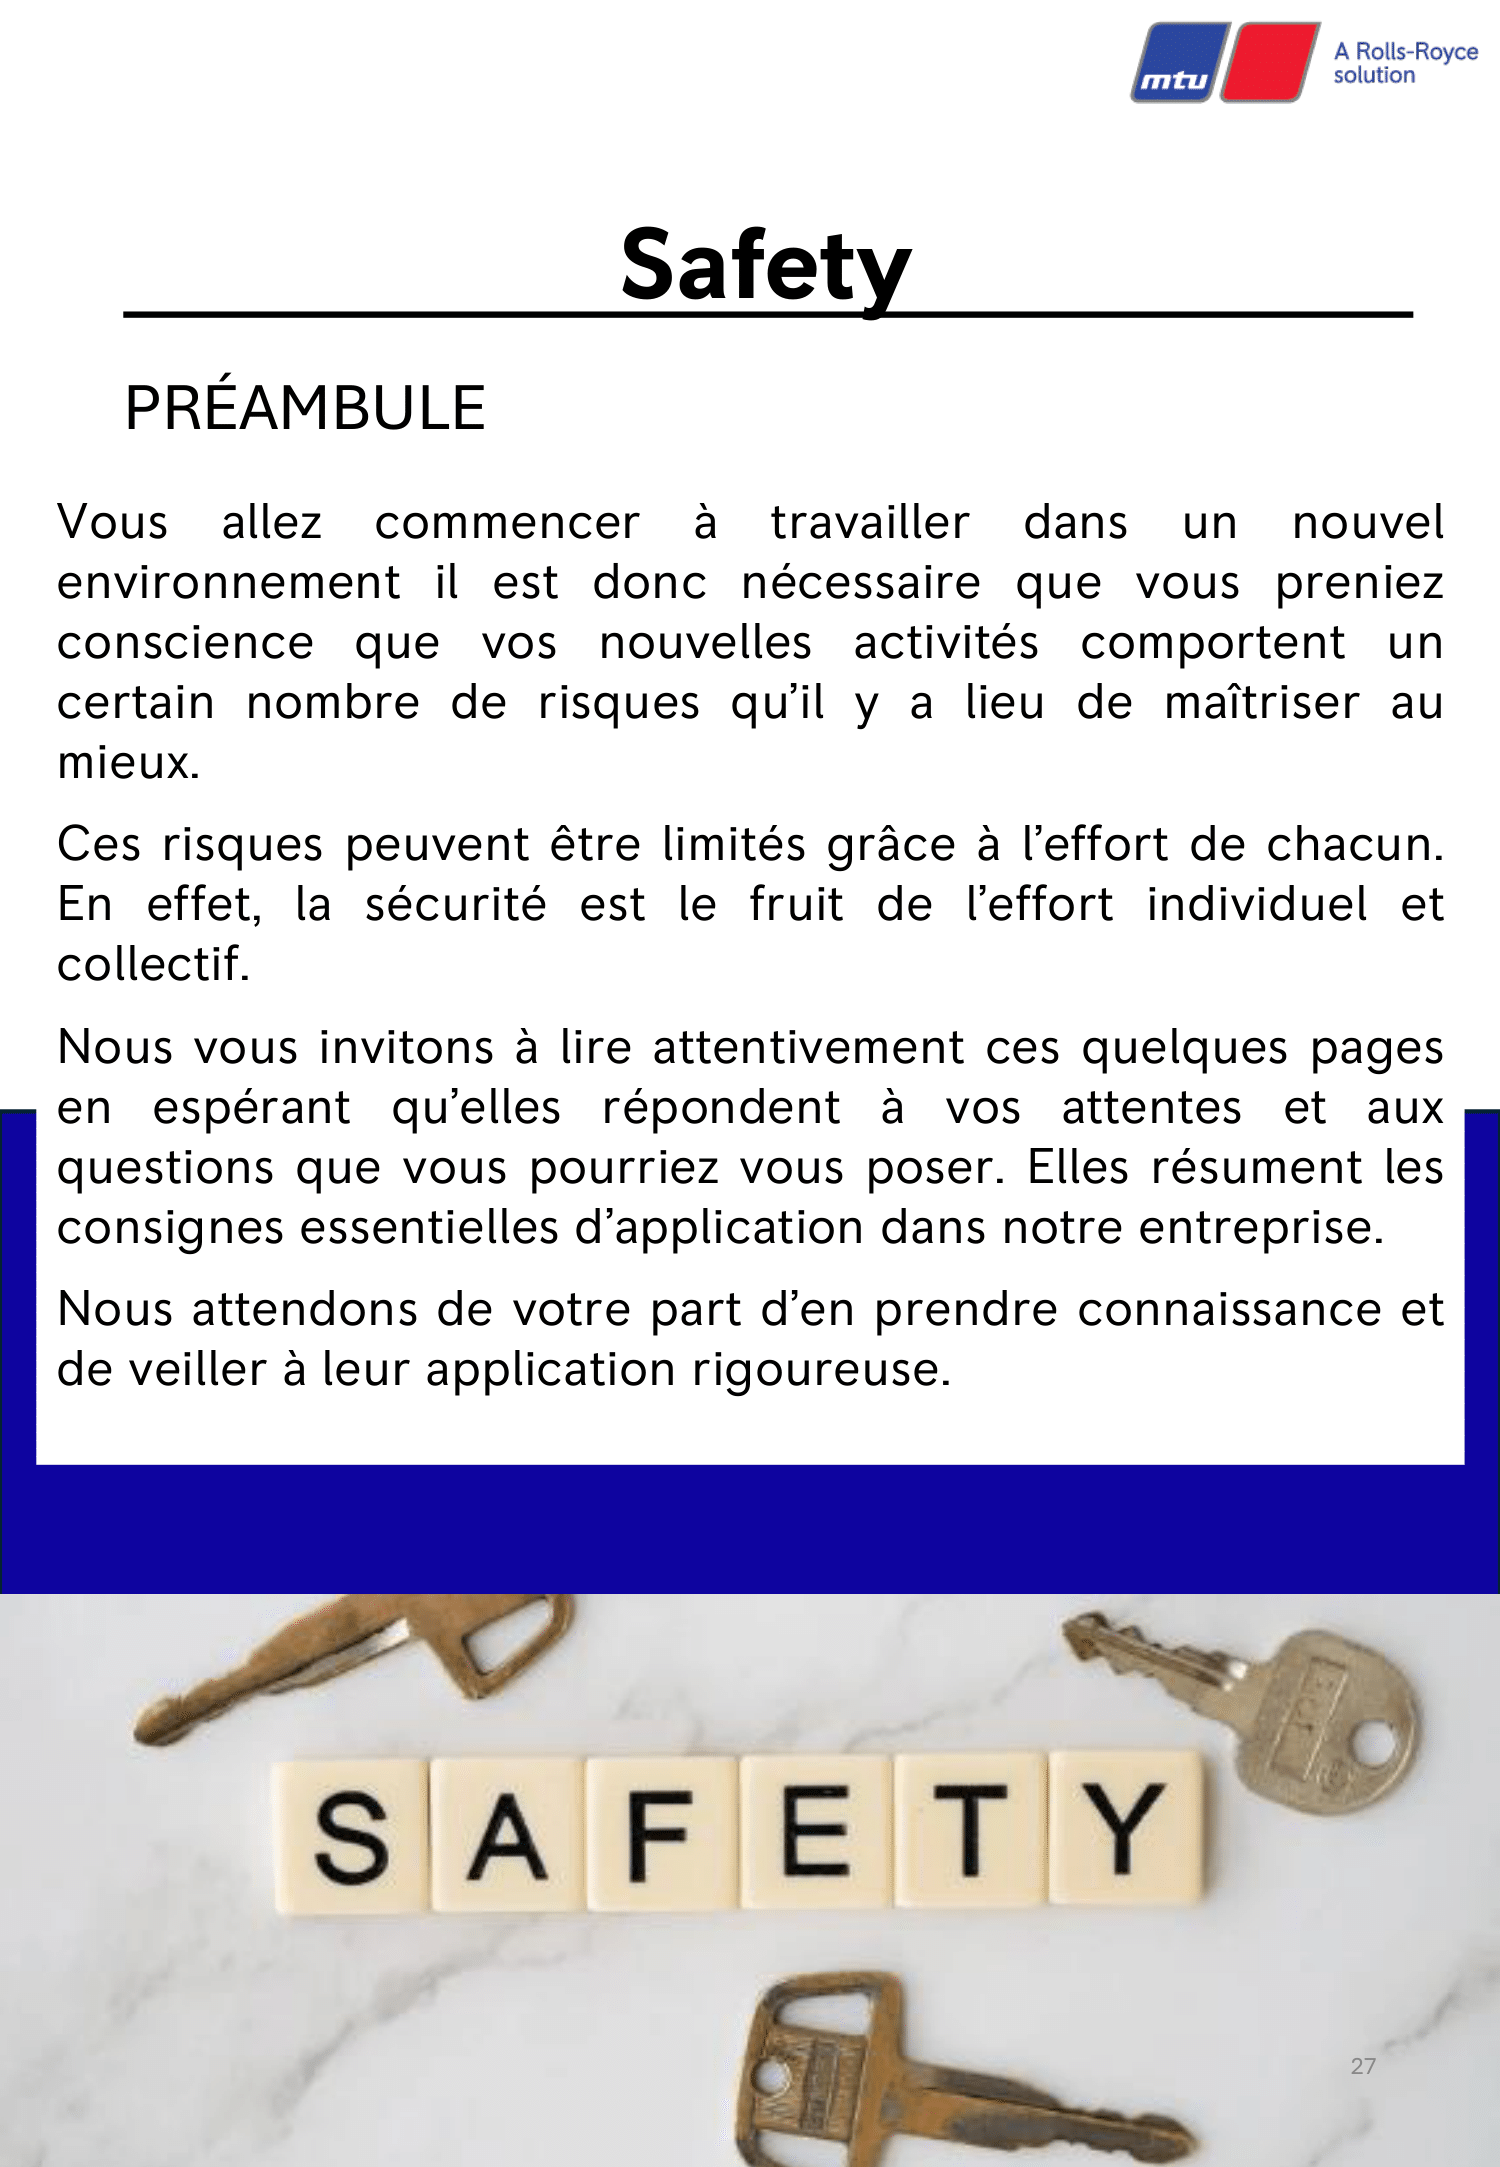 mtu
A Rolls-Royce
solution
Safety
PRÉAMBULE
Vous allez commencer à travailler dans un nouvel
environnement il est donc nécessaire que vous preniez
conscience que vos nouvelles activités comportent un
certain nombre de risques qu’il y a lieu de maîtriser au
mieux.
Ces risques peuvent être limités grâce à l’effort de chacun.
En effet, la sécurité est le fruit de l’effort individuel et
collectif.
Nous vous invitons à lire attentivement ces quelques pages
en espérant qu’elles répondent à vos attentes et aux
questions que vous pourriez vous poser. Elles résument les
consignes essentielles d’application dans notre entreprise.
Nous attendons de votre part d’en prendre connaissance et
de veiller à leur application rigoureuse.
SAFETY
27